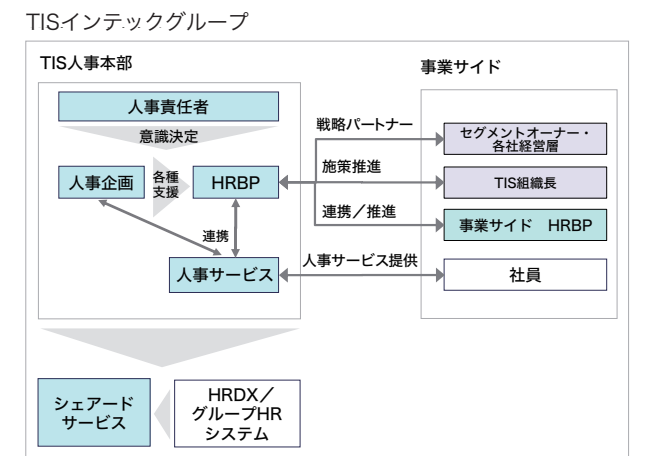 TISインテックグループ
TIS人事本部
事業サイド
人事責任者
意識決定
人事企画
各種
支援
HRBP
連携
人事サービス
戦略パートナー
施策推進
連携／推進
人事サービス提供
セグメントオーナー・
各社経営層
TIS組織長
事業サイド HRBP
社員
シェアード
サービス
HRDX／
グループHR
システム